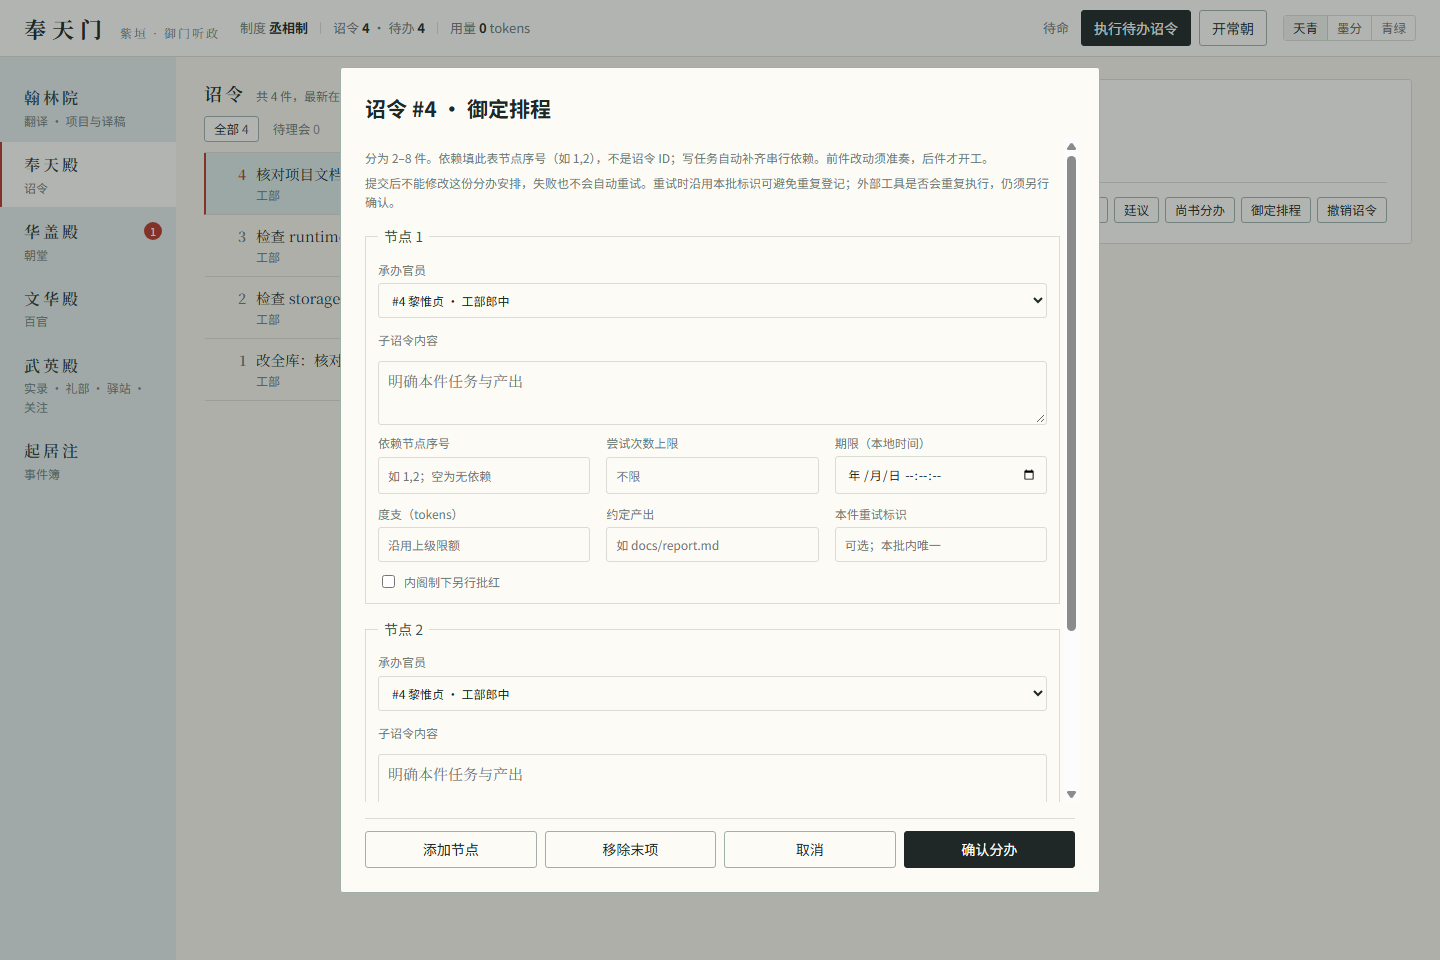 奉天门 紫垣 · 御门听政 制度 丞相制 诏令 4 · 待办 4 用量 0 tokens 待命 执行待办诏令 开常朝 天青 墨分 青绿
翰林院
翻译 · 项目与译稿
奉天殿
诏令
华盖殿 1
朝堂
文华殿
百官
武英殿
实录 · 礼部 · 驿站 ·
关注
起居注
事件簿
诏令 共 4 件，最新在
全部 4 待理会 0
4 核对项目文档
工部
3 检查 runtim
工部
2 检查 storage
工部
1 改全库：核对
工部
廷议 尚书分办 御定排程 撤销诏令
诏令 #4 · 御定排程
分为 2–8 件。依赖填此表节点序号（如 1,2），不是诏令 ID；写任务自动补齐串行依赖。前件改动须准奏，后件才开工。
提交后不能修改这份分办安排，失败也不会自动重试。重试时沿用本批标识可避免重复登记；外部工具是否会重复执行，仍须另行
确认。
节点 1
承办官员
#4 黎惟贞 · 工部郎中
子诏令内容
明确本件任务与产出
依赖节点序号 尝试次数上限 期限（本地时间）
如 1,2；空为无依赖 不限 年 /月/日 --:--:--
度支（tokens） 约定产出 本件重试标识
沿用上级限额 如 docs/report.md 可选；本批内唯一
内阁制下另行批红
节点 2
承办官员
#4 黎惟贞 · 工部郎中
子诏令内容
明确本件任务与产出
添加节点 移除末项 取消 确认分办